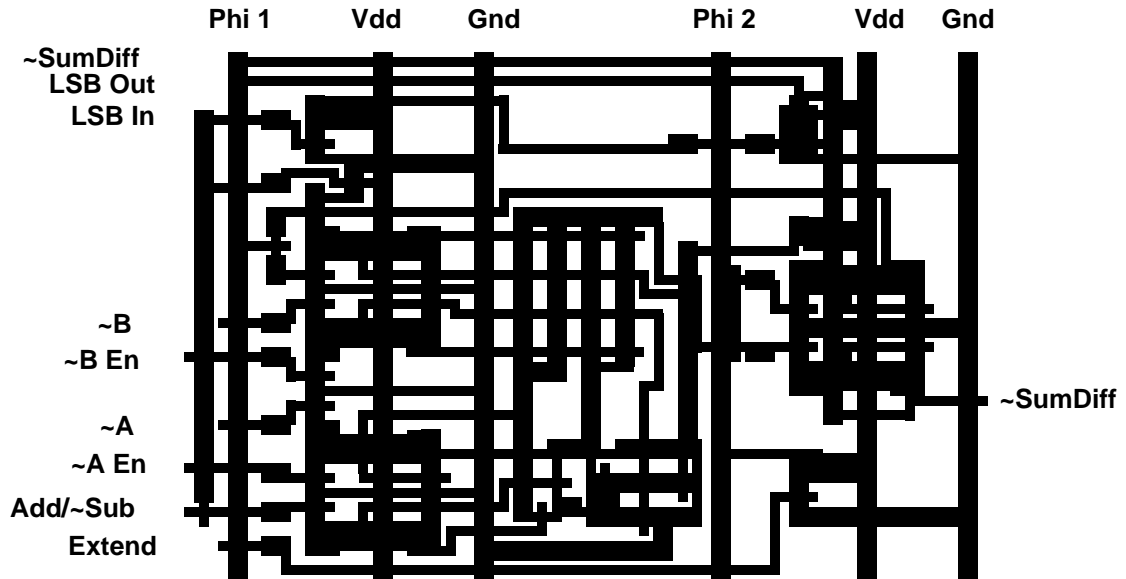 Phi 1 Vdd Gnd Phi 2 Vdd Gnd
~SumDiff
LSB Out
LSB In
~B
~B En
~SumDiff
~A
~A En
Add/~Sub
Extend